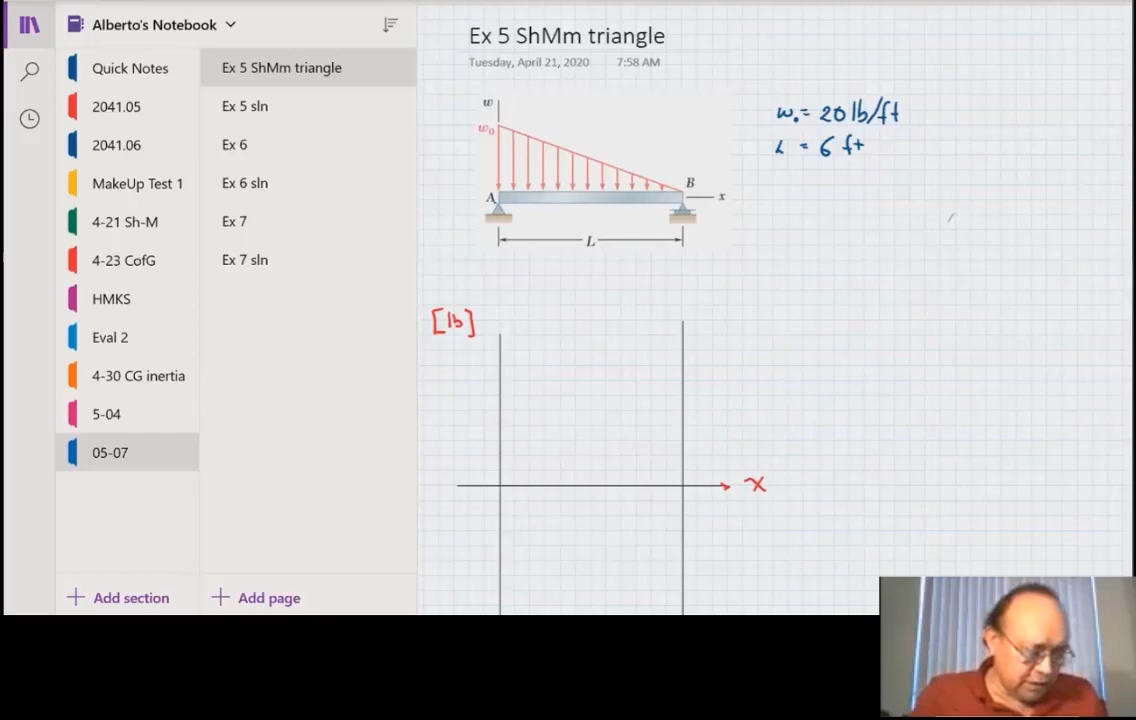 Alberto's Notebook
Quick Notes
2041.05
2041.06
MakeUp Test 1
4-21 Sh-M
4-23 CofG
HMKS
Eval 2
4-30 CG inertia
5-04
05-07
Add section
Ex 5 ShMm triangle
Ex 5 sln
Ex 6
Ex 6 sln
Ex 7
Ex 7 sln
Add page
Ex 5 ShMm triangle
Tuesday, April 21, 2020 7:58 AM
w
w₀
A
B
x
L
w₀ = 20 lb/ft
L = 6 ft
[lb]
x